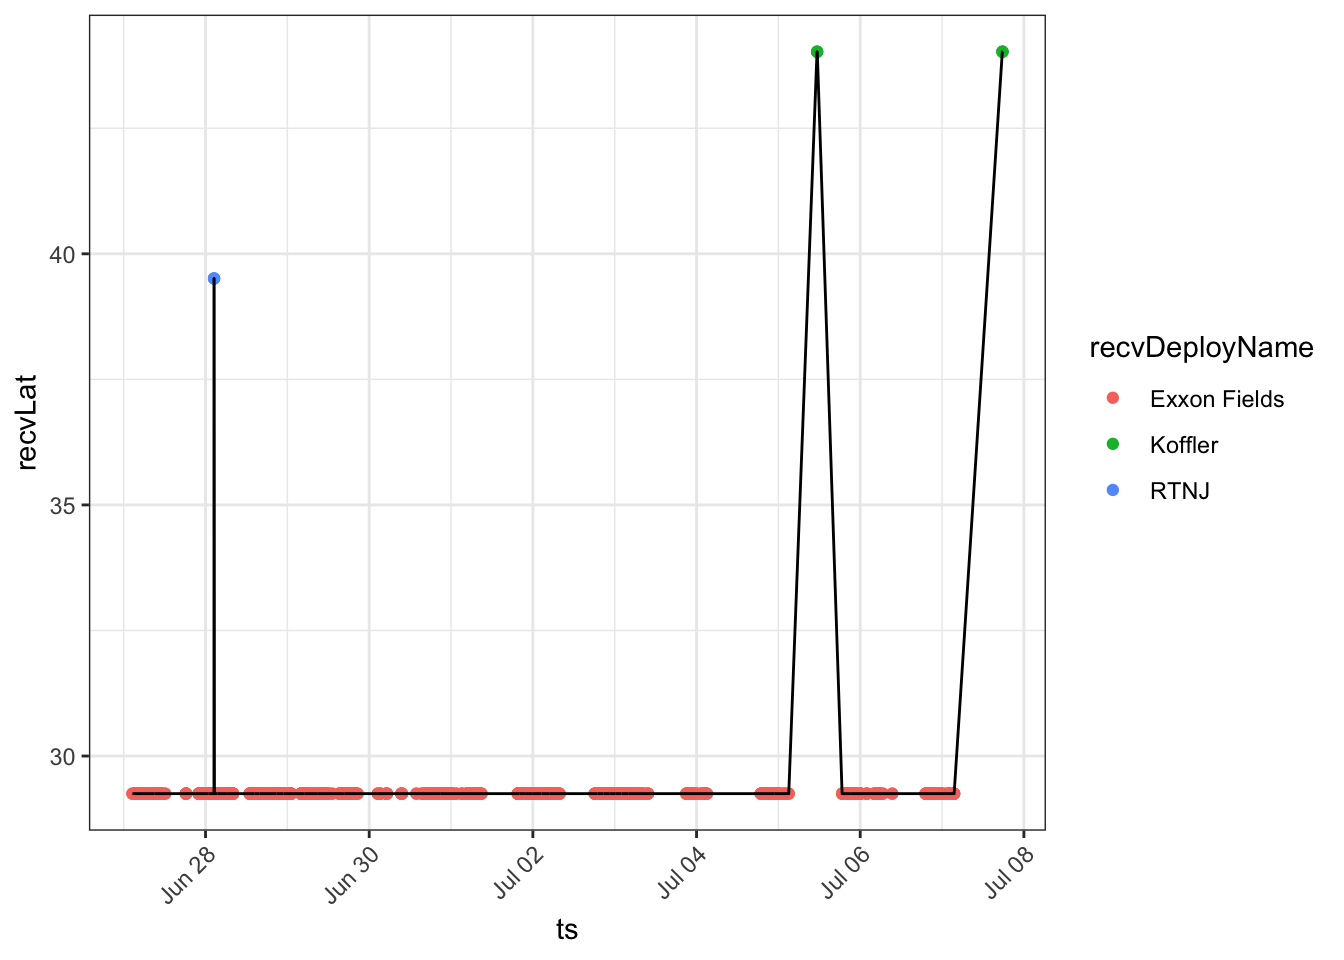 recvLat
40
35
30
Jun 28
Jun 30
Jul 02
Jul 04
Jul 06
Jul 08
ts
recvDeployName
Exxon Fields
Koffler
RTNJ